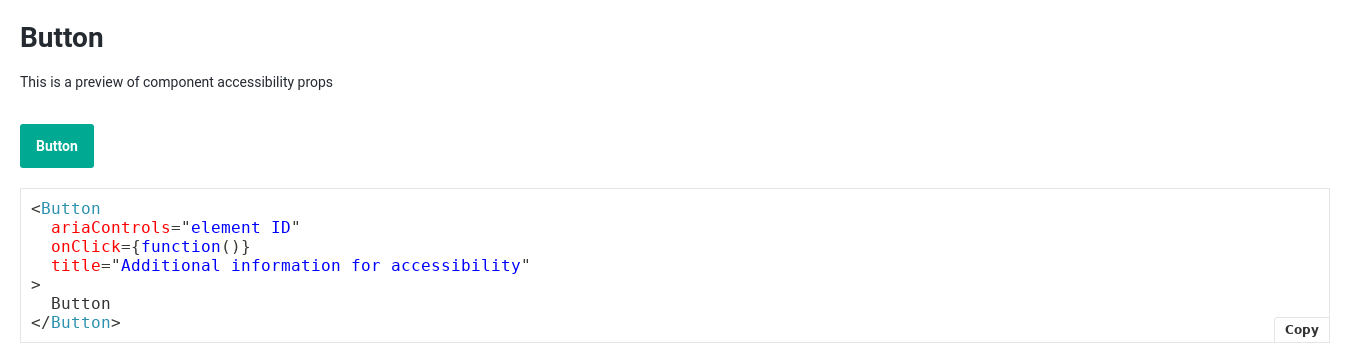 Button
This is a preview of component accessibility props
Button
<Button
  ariaControls="element ID"
  onClick={function()}
  title="Additional information for accessibility"
>
  Button
</Button>
Copy